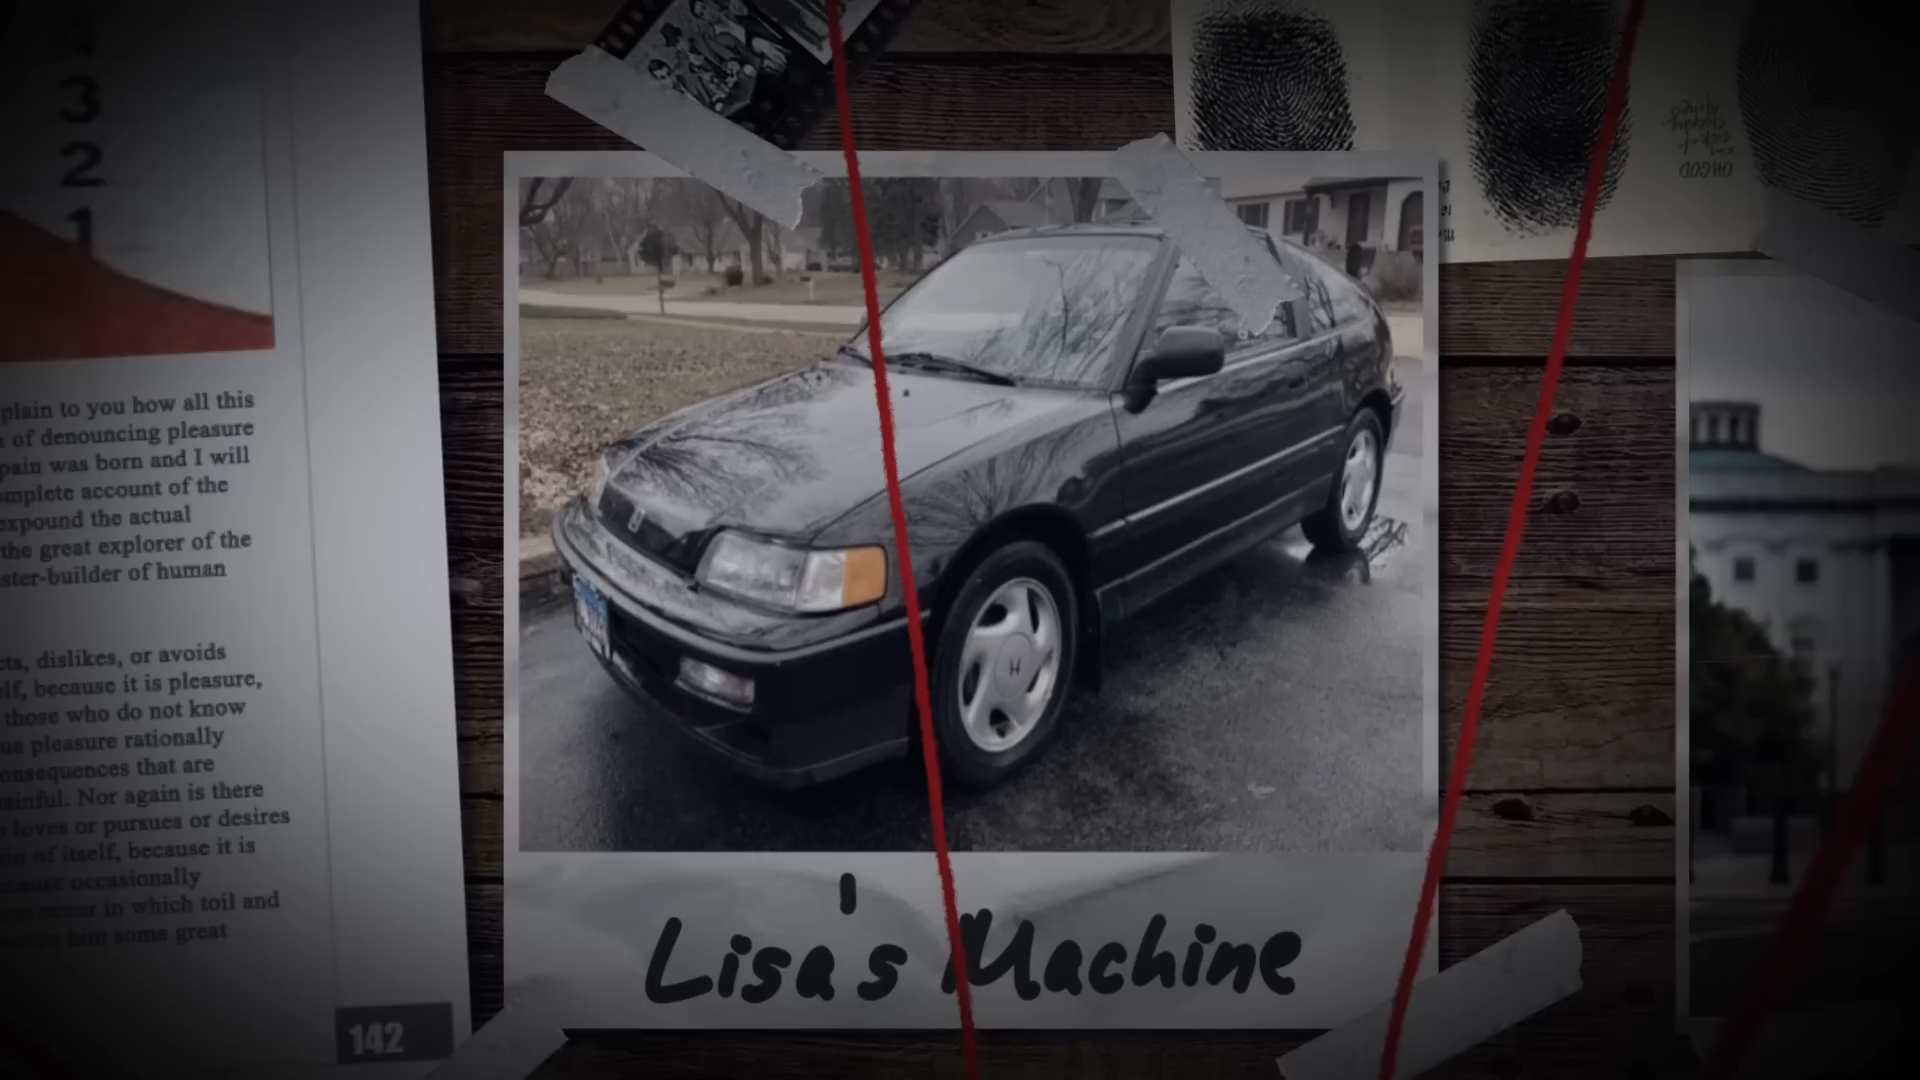 4
3
2
1
plain to you how all this
of denouncing pleasure
pain was born and I will
omplete account of the
expound the actual
the great explorer of the
ster-builder of human
cts, dislikes, or avoids
elf, because it is pleasure,
those who do not know
ue pleasure rationally
onsequences that are
ainful. Nor again is there
loves or pursues or desires
of itself, because it is
occasionally
in which toil and
him some great
142
H
Lisa's Machine